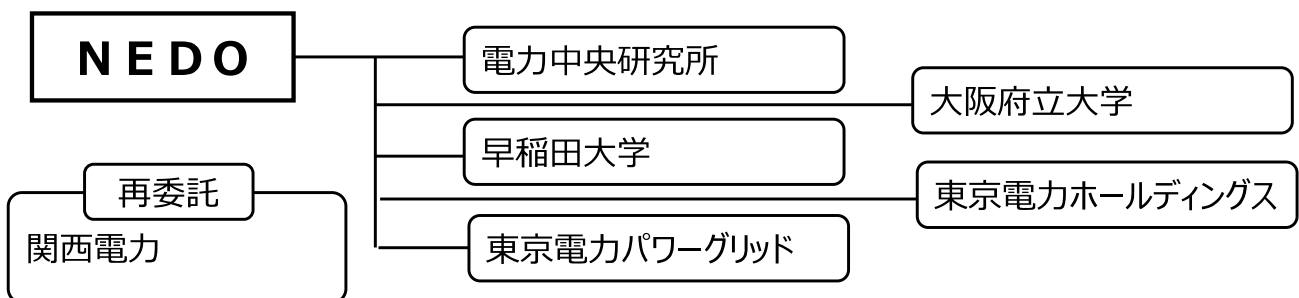 NEDO
電力中央研究所
大阪府立大学
早稲田大学
再委託
東京電力ホールディングス
関西電力
東京電力パワーグリッド